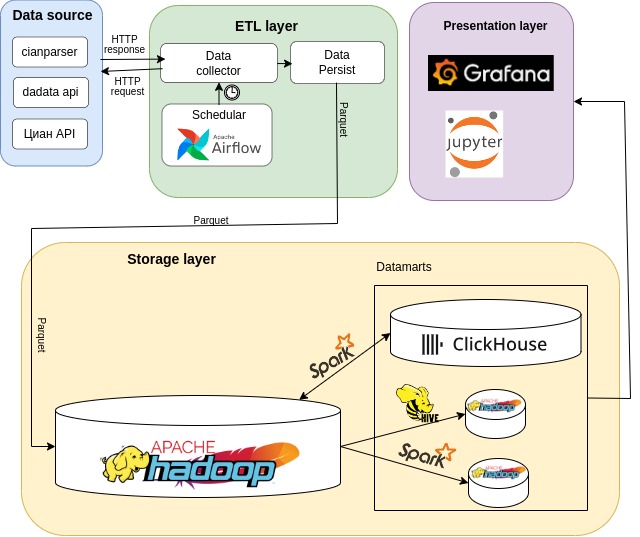 Data source
cianparser
dadata api
Циан API
HTTP
response
HTTP
request
ETL layer
Data
collector
Data
Persist
Schedular
Apache
Airflow
Parquet
Presentation layer
Grafana
jupyter
Parquet
Parquet
Storage layer
Datamarts
ClickHouse
Spark
APACHE
hadoop
HIVE
APACHE
hadoop
Spark
APACHE
hadoop